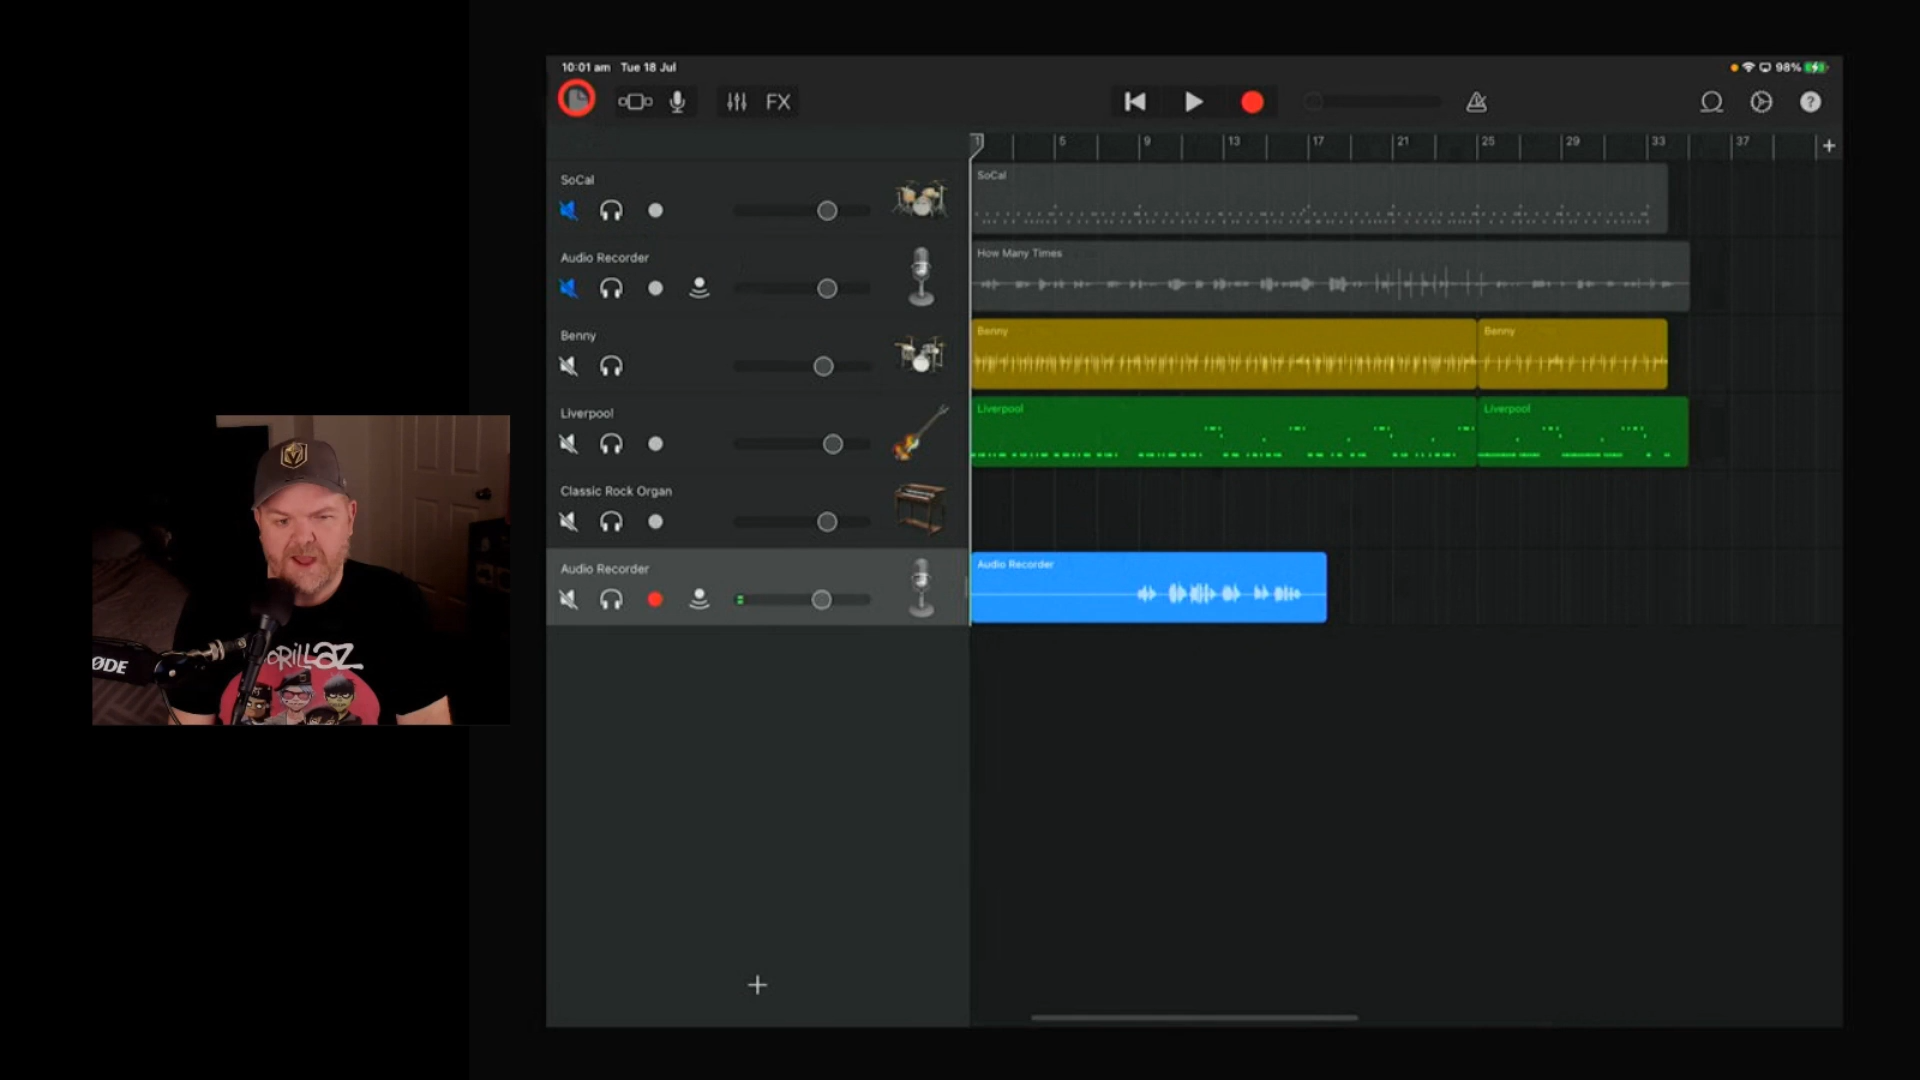 10:01 am Tue 18 Jul
98%
FX
?
1 5 9 13 17 21 25 29 33 37
SoCal
SoCal
Audio Recorder
How Many Times
Benny
Benny
Benny
Liverpool
Liverpool
Liverpool
Classic Rock Organ
Audio Recorder
Audio Recorder
RØDE
GORILLAZ